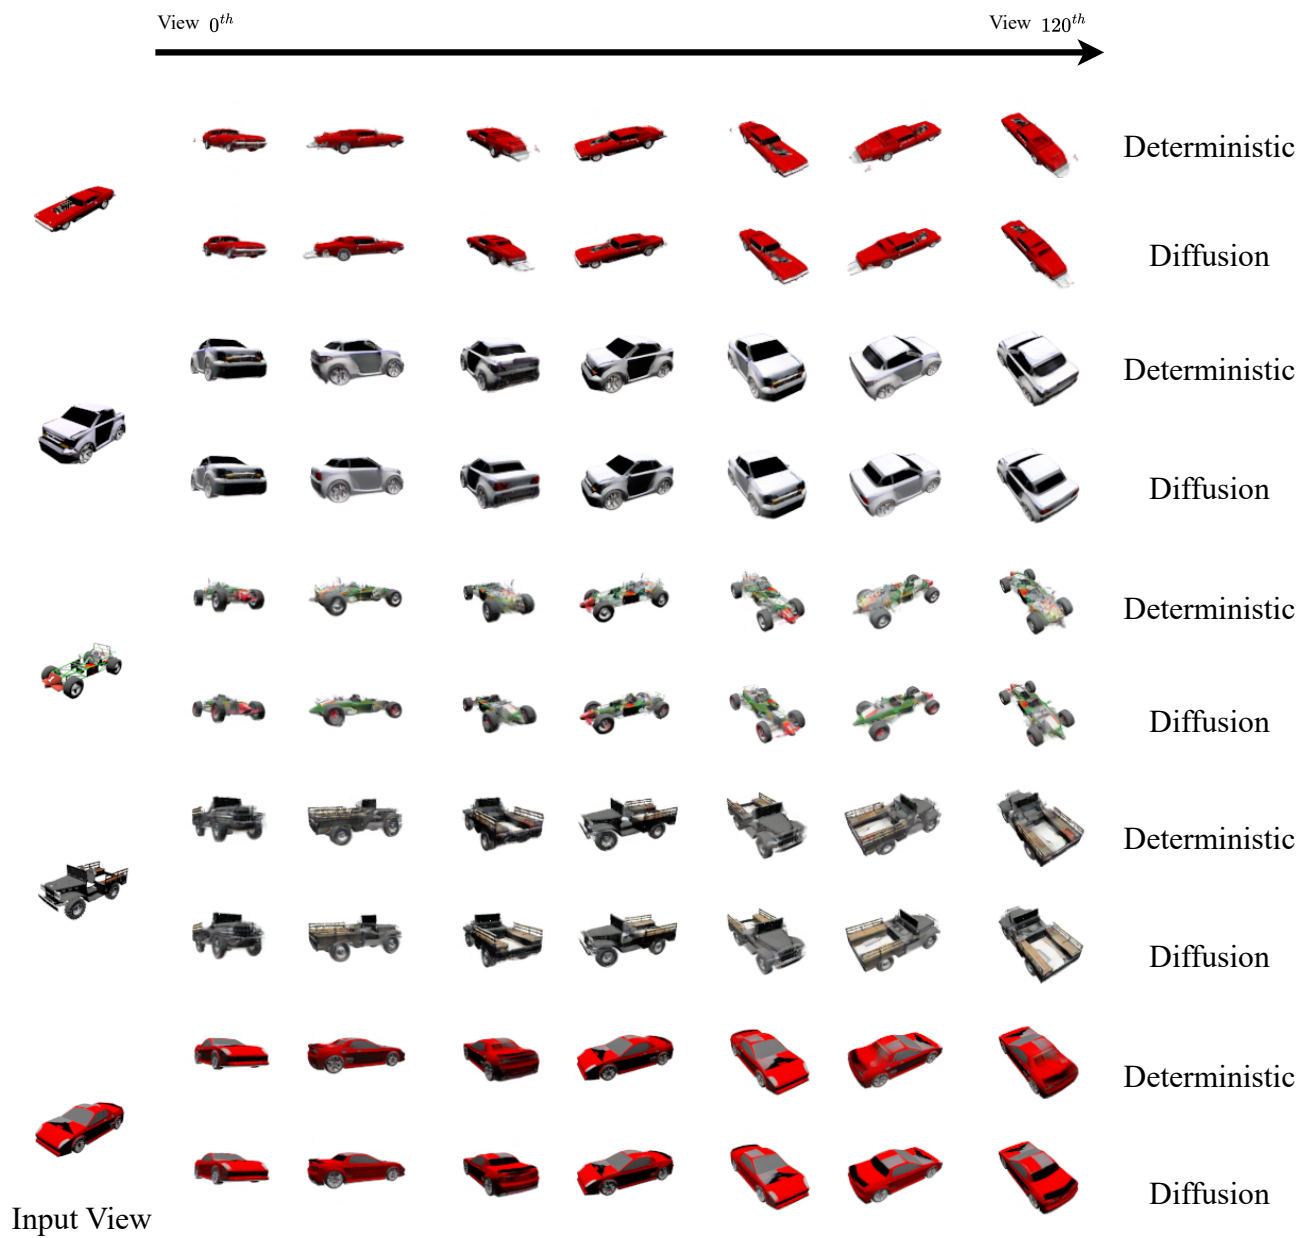 View 0th
View 120th
Deterministic
Diffusion
Deterministic
Diffusion
Deterministic
Diffusion
Deterministic
Diffusion
Deterministic
Diffusion
Input View